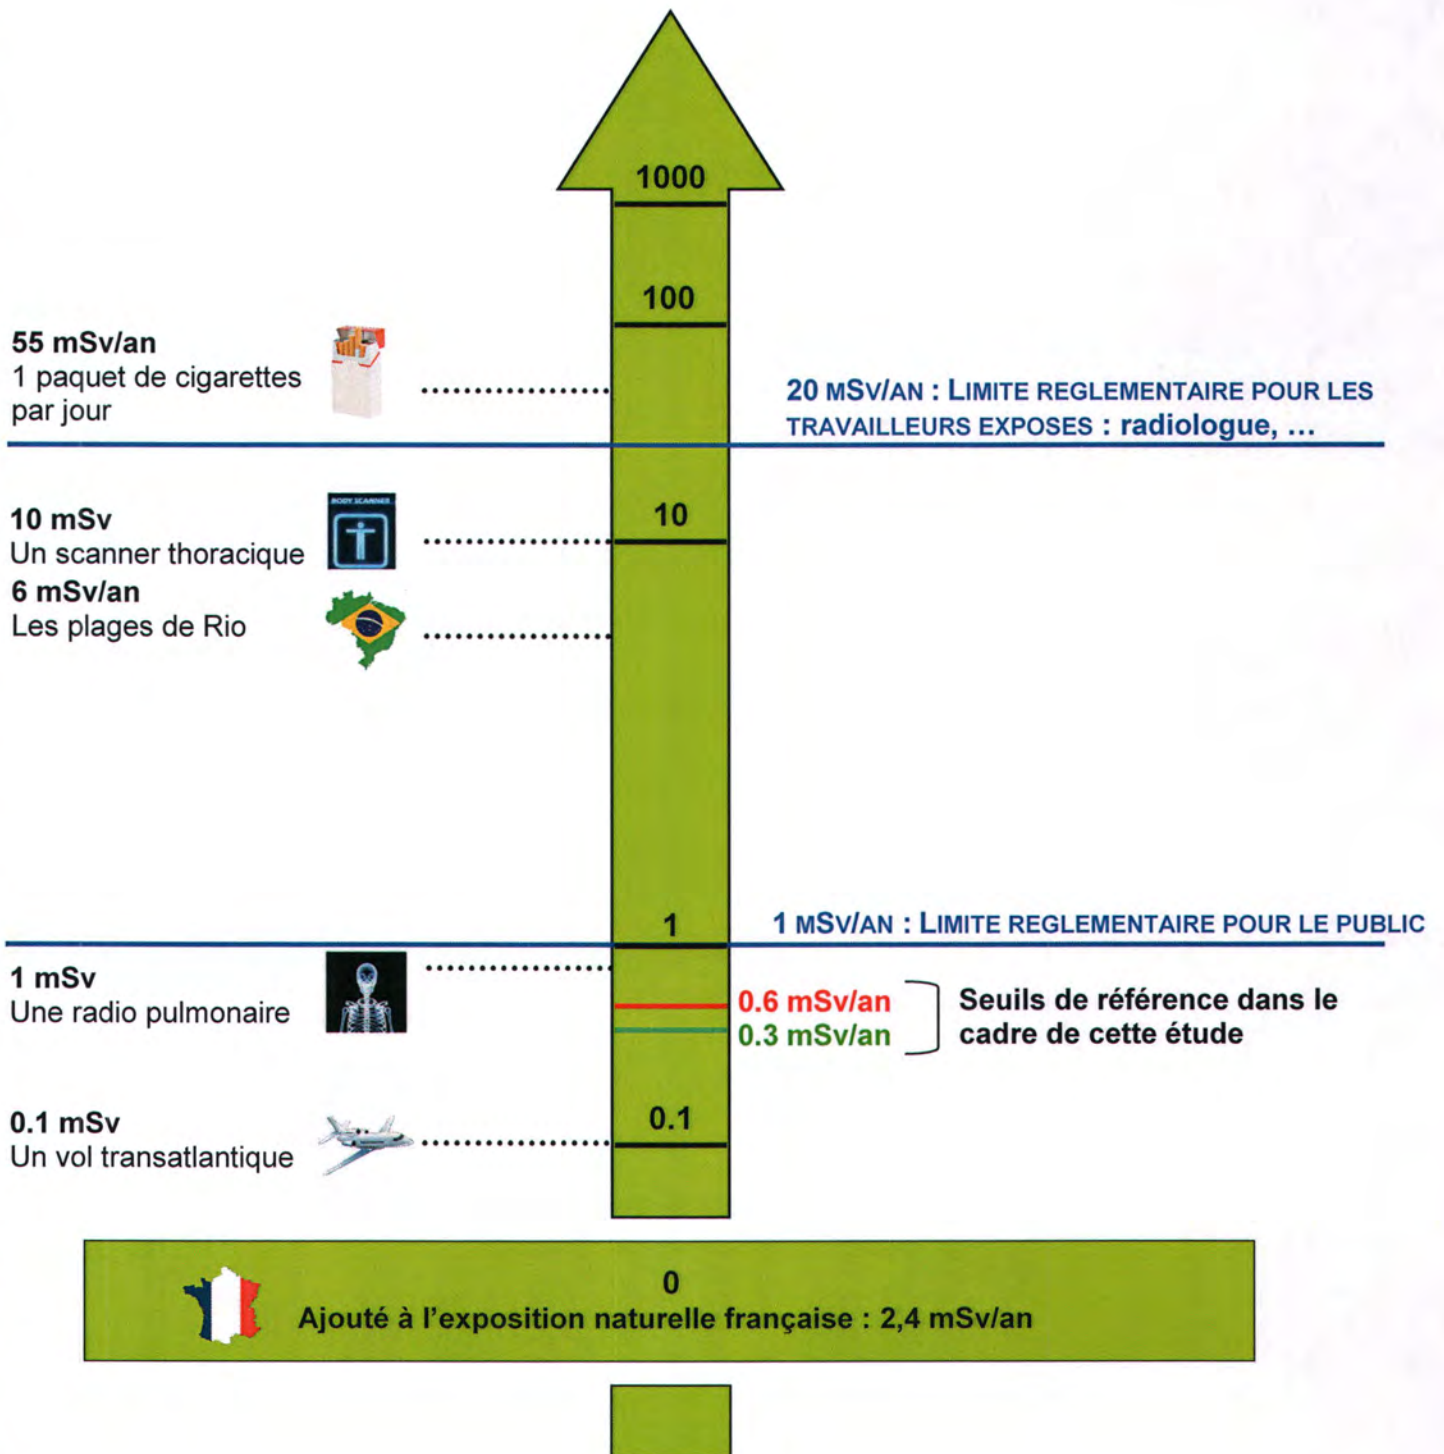 1000
100
55 mSv/an
1 paquet de cigarettes
par jour
20 MSV/AN : LIMITE REGLEMENTAIRE POUR LES
TRAVAILLEURS EXPOSES : radiologue, ...
BODY SCANNER
10 mSv
Un scanner thoracique
10
6 mSv/an
Les plages de Rio
1
1 MSV/AN : LIMITE REGLEMENTAIRE POUR LE PUBLIC
1 mSv
Une radio pulmonaire
0.6 mSv/an
0.3 mSv/an
Seuils de référence dans le
cadre de cette étude
0.1 mSv
Un vol transatlantique
0.1
0
Ajouté à l'exposition naturelle française : 2,4 mSv/an